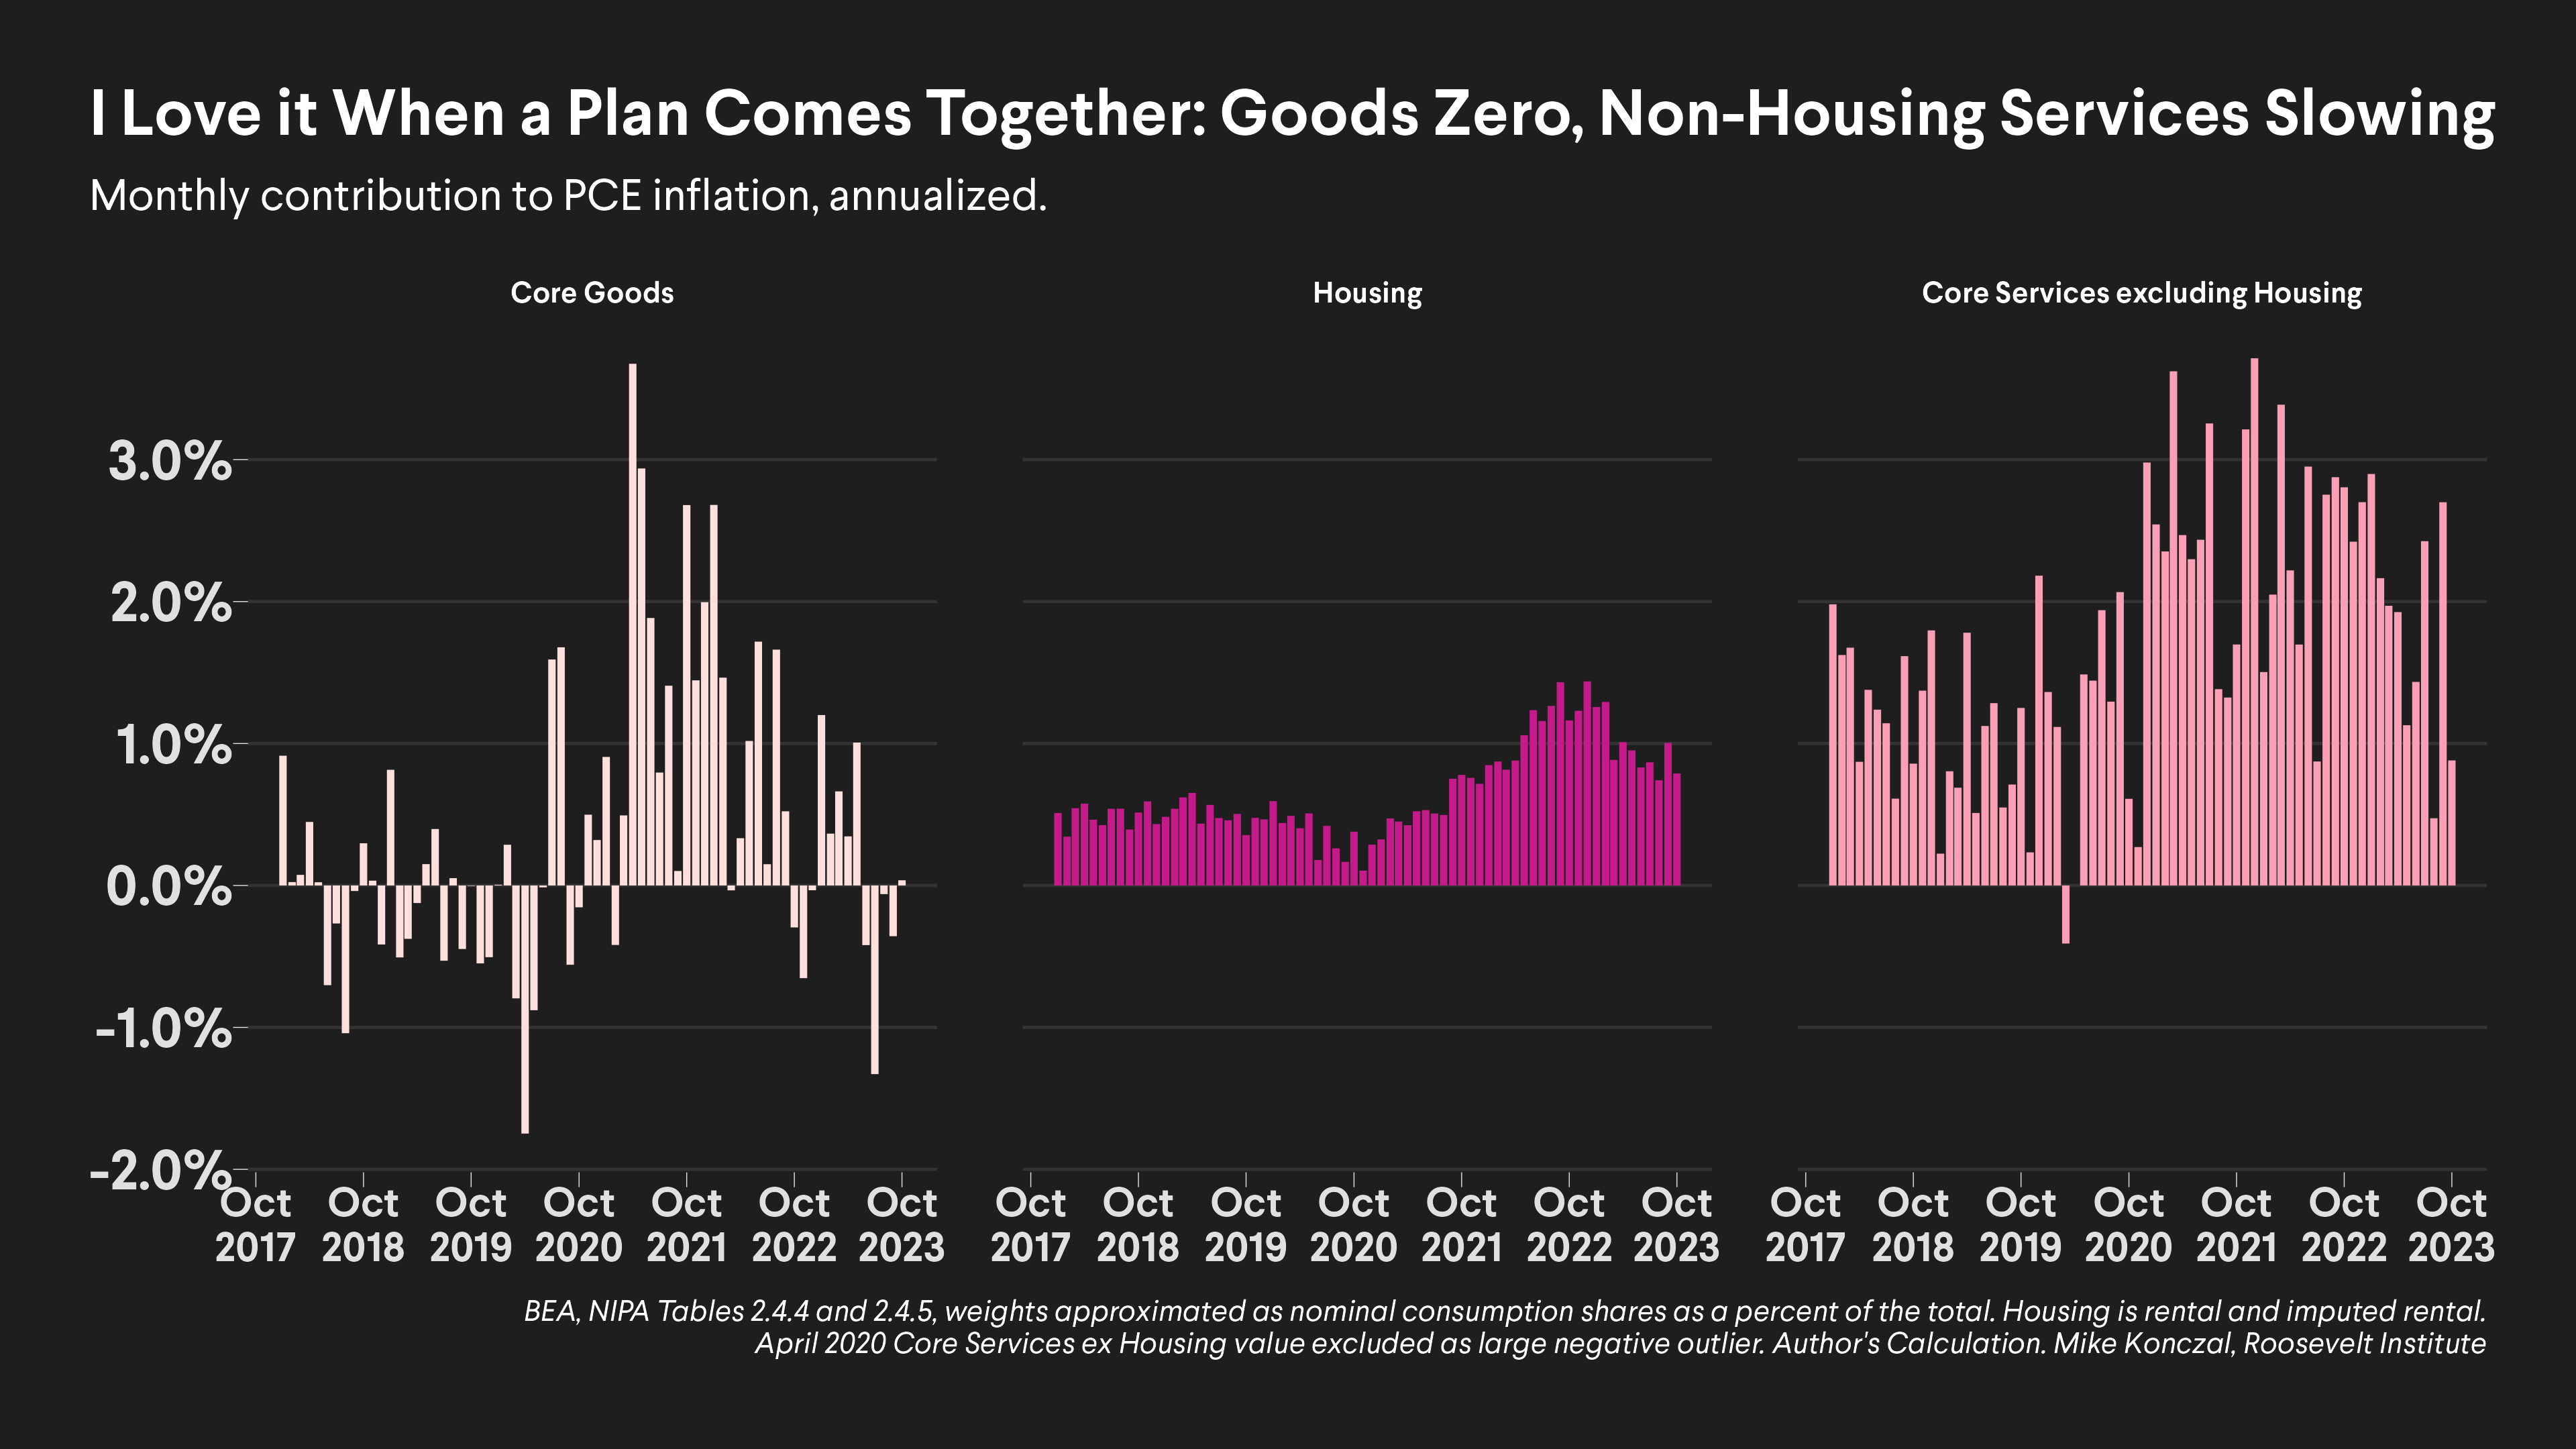 I Love it When a Plan Comes Together: Goods Zero, Non-Housing Services Slowing
Monthly contribution to PCE inflation, annualized.
Core Goods
Housing
Core Services excluding Housing
3.0%
2.0%
1.0%
0.0%
-1.0%
-2.0%
Oct Oct Oct Oct Oct Oct Oct
2017 2018 2019 2020 2021 2022 2023
Oct Oct Oct Oct Oct Oct Oct
2017 2018 2019 2020 2021 2022 2023
Oct Oct Oct Oct Oct Oct Oct
2017 2018 2019 2020 2021 2022 2023
BEA, NIPA Tables 2.4.4 and 2.4.5, weights approximated as nominal consumption shares as a percent of the total. Housing is rental and imputed rental.
April 2020 Core Services ex Housing value excluded as large negative outlier. Author's Calculation. Mike Konczal, Roosevelt Institute